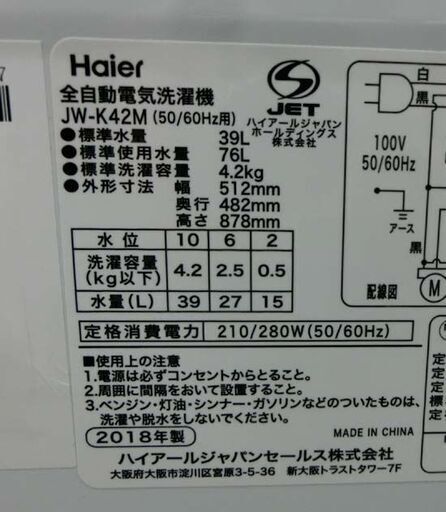 7
Haier
全自動電気洗濯機
JW-K42M (50/60Hz用)
●標準水量 39L
●標準使用水量 76L
●標準洗濯容量 4.2kg
●外形寸法 幅 512mm
奥行 482mm
高さ 878mm
S
JET
ハイアールジャパン
ホールディングス
株式会社
白
黒
100V
50/60Hz
アース
黒
M
配線図
水位 10 6 2
洗濯容量(kg以下) 4.2 2.5 0.5
水量(L) 39 27 15
定格消費電力 210/280W(50/60Hz)
■使用上の注意
1.電源は必ずコンセントからとること。
2.周囲に間隔をおいて設置すること。
3.ベンジン・灯油・シンナー・ガソリンなどのついたものは、
洗濯や脱水をしないでください。
2018年製
MADE IN CHINA
ハイアールジャパンセールス株式会社
大阪府大阪市淀川区宮原3-5-36 新大阪トラストタワー7F